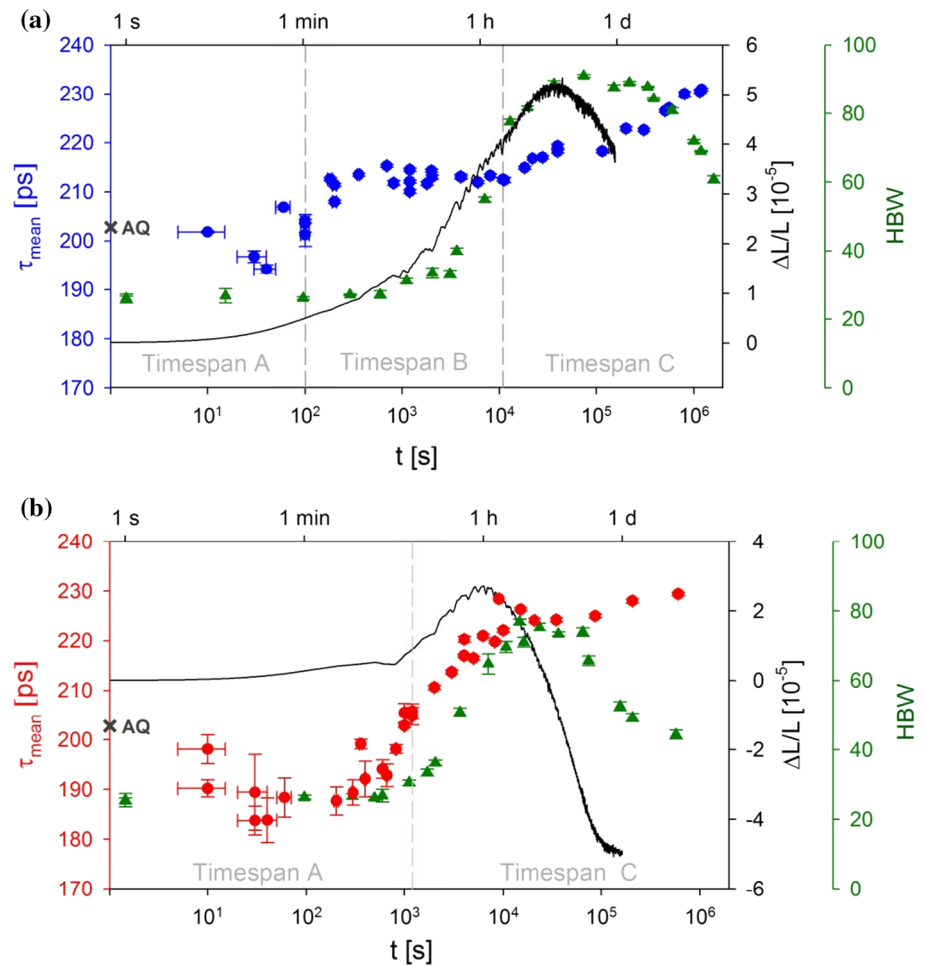 (a)
1 s 1 min 1 h 1 d
240 6 100
230 5 80
220 4
210 3 60
200 2 40
190 1 20
180 0
170 0
τmean [ps]
AQ
ΔL/L [10⁻⁵]
HBW
Timespan A Timespan B Timespan C
10¹ 10² 10³ 10⁴ 10⁵ 10⁶
t [s]
(b)
1 s 1 min 1 h 1 d
240 4 100
230 2 80
220
210 0 60
200 -2 40
190
180 -4 20
170 -6 0
τmean [ps]
AQ
ΔL/L [10⁻⁵]
HBW
Timespan A Timespan C
10¹ 10² 10³ 10⁴ 10⁵ 10⁶
t [s]